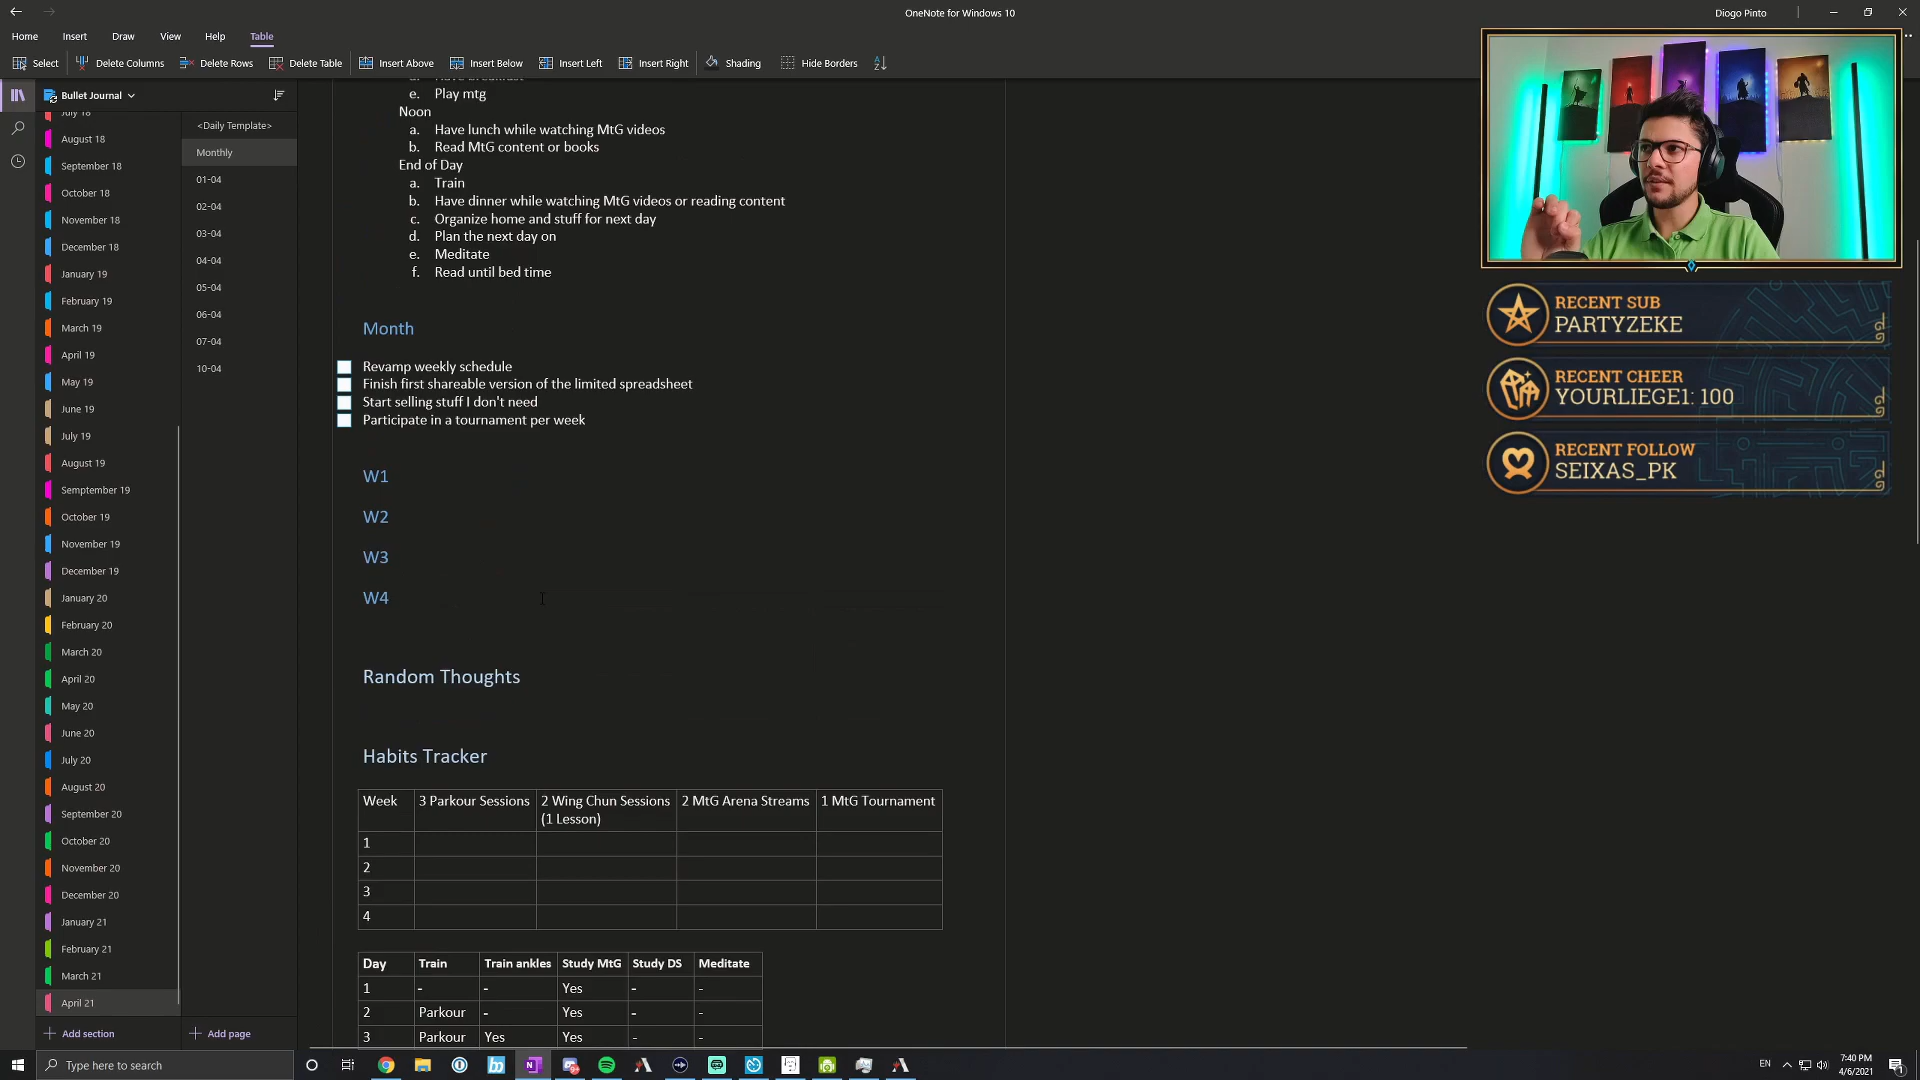 OneNote for Windows 10
Diogo Pinto
Home
Insert
Draw
View
Help
Table
Select
Delete Columns
Delete Rows
Delete Table
Insert Above
Insert Below
Insert Left
Insert Right
Shading
Hide Borders
Bullet Journal
July 18
August 18
September 18
October 18
November 18
December 18
January 19
February 19
March 19
April 19
May 19
June 19
July 19
August 19
Semptember 19
October 19
November 19
December 19
January 20
February 20
March 20
April 20
May 20
June 20
July 20
August 20
September 20
October 20
November 20
December 20
January 21
February 21
March 21
April 21
Add section
<Daily Template>
Monthly
01-04
02-04
03-04
04-04
05-04
06-04
07-04
10-04
Add page
e. Play mtg
Noon
a. Have lunch while watching MtG videos
b. Read MtG content or books
End of Day
a. Train
b. Have dinner while watching MtG videos or reading content
c. Organize home and stuff for next day
d. Plan the next day on
e. Meditate
f. Read until bed time
Month
Revamp weekly schedule
Finish first shareable version of the limited spreadsheet
Start selling stuff I don't need
Participate in a tournament per week
W1
W2
W3
W4
Random Thoughts
Habits Tracker
Week 3 Parkour Sessions 2 Wing Chun Sessions (1 Lesson) 2 MtG Arena Streams 1 MtG Tournament
1
2
3
4
Day Train Train ankles Study MtG Study DS Meditate
1 - - Yes - -
2 Parkour - Yes - -
3 Parkour Yes Yes - -
RECENT SUB
PARTYZEKE
RECENT CHEER
YOURLIEGE1: 100
RECENT FOLLOW
SEIXAS_PK
Type here to search
EN
7:40 PM
4/6/2021